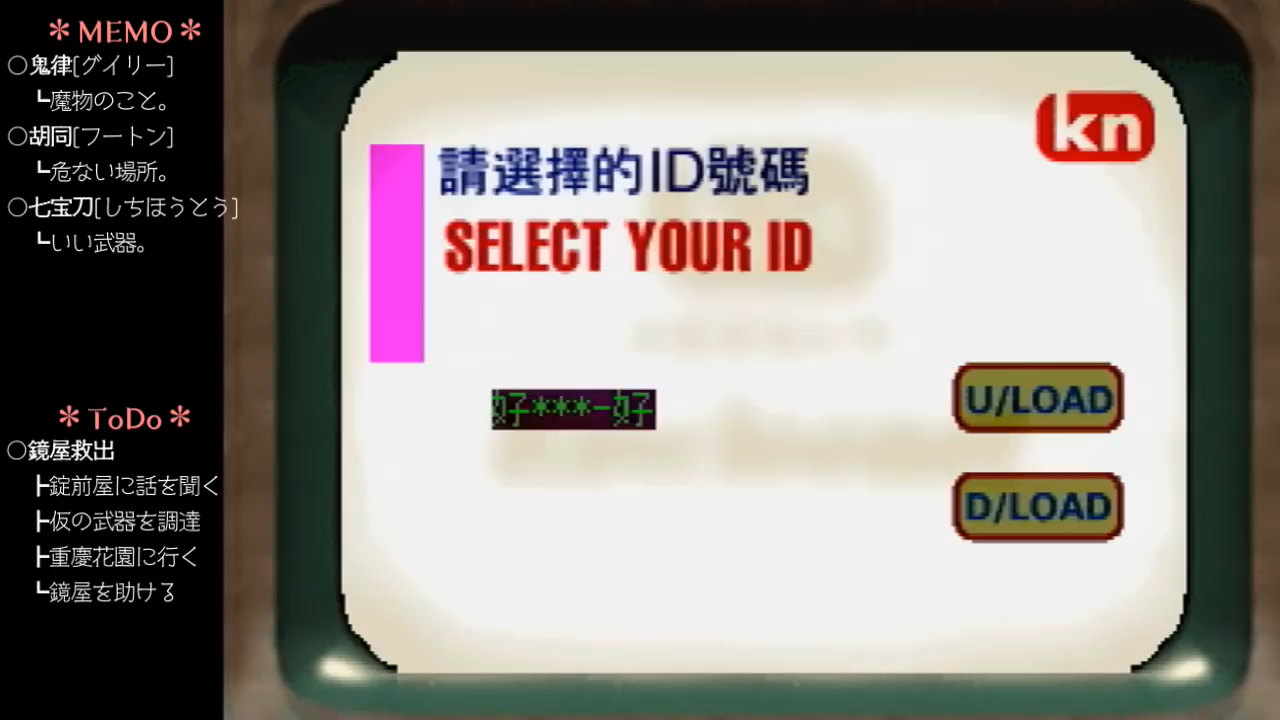 ＊MEMO＊
○鬼律[グイリー]
┗魔物のこと。
○胡同[フートン]
┗危ない場所。
○七宝刀[しちほうとう]
┗いい武器。
＊ToDo＊
○鏡屋救出
┣錠前屋に話を聞く
┣仮の武器を調達
┣重慶花園に行く
┗鏡屋を助ける
kn
請選擇的ID號碼
SELECT YOUR ID
好***-好
U/LOAD
D/LOAD